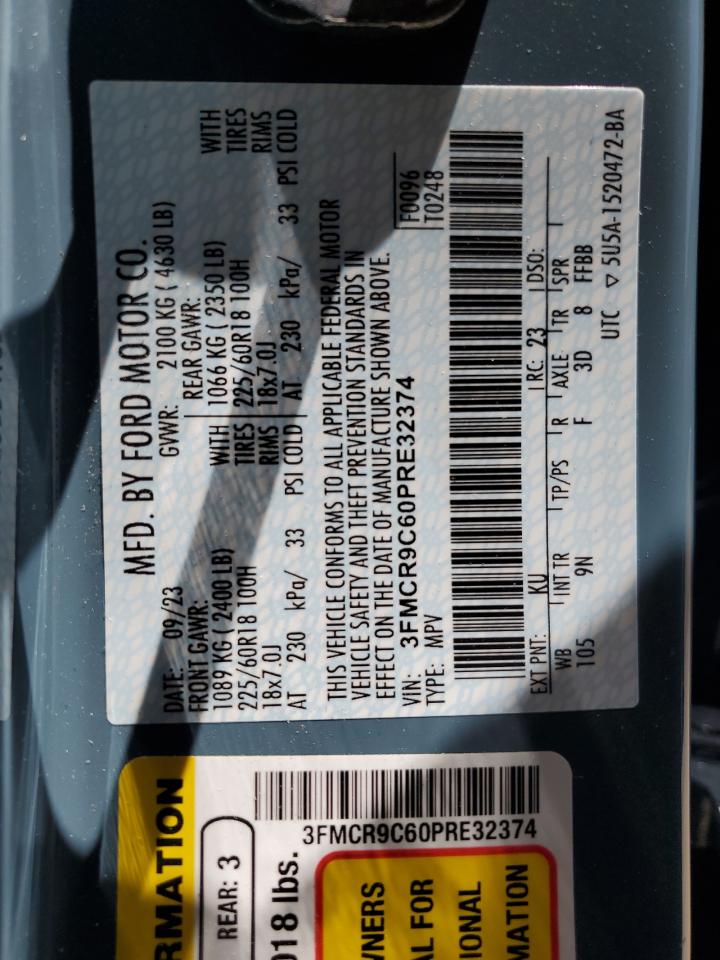 MFD. BY FORD MOTOR CO.
DATE: 09/23 GVWR: 2100 KG ( 4630 LB)
FRONT GAWR: REAR GAWR:
1089 KG ( 2400 LB) WITH 1066 KG ( 2350 LB) WITH
225/60R18 100H TIRES 225/60R18 100H TIRES
18x7.0J RIMS 18x7.0J RIMS
AT 230 kPa/ 33 PSI COLD AT 230 kPa/ 33 PSI COLD
THIS VEHICLE CONFORMS TO ALL APPLICABLE FEDERAL MOTOR
VEHICLE SAFETY AND THEFT PREVENTION STANDARDS IN
EFFECT ON THE DATE OF MANUFACTURE SHOWN ABOVE.
VIN: 3FMCR9C60PRE32374 F0096
TYPE: MPV T0248
EXT PNT: KU RC: 23 DSO:
WB INT TR TP/PS R AXLE TR SPR
105 9N F 3D 8 FFBB
UTC ▽ 5U5A-1520472-BA
RMATION
REAR: 3
018 lbs.
3FMCR9C60PRE32374
WNERS
AL FOR
IONAL
MATION